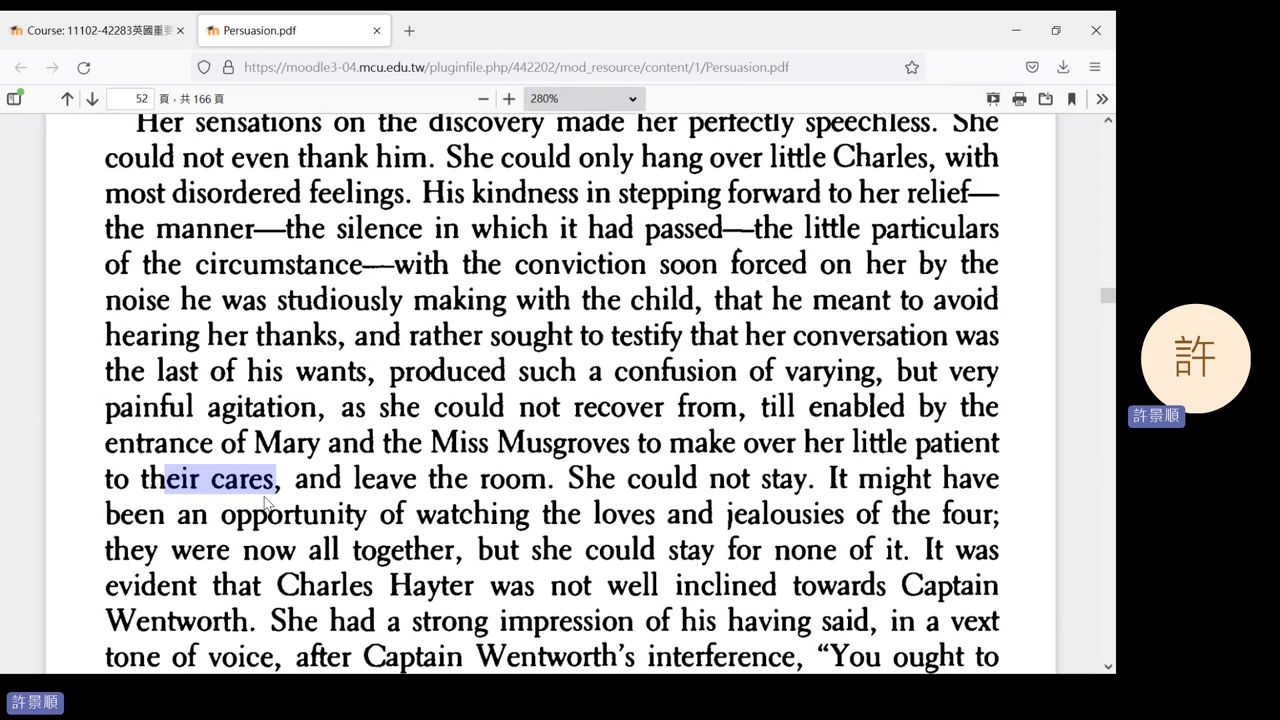 Course: 11102-42283英國重要
Persuasion.pdf
https://moodle3-04.mcu.edu.tw/pluginfile.php/442202/mod_resource/content/1/Persuasion.pdf
52 頁，共 166 頁
280%
Her sensations on the discovery made her perfectly speechless. She
could not even thank him. She could only hang over little Charles, with
most disordered feelings. His kindness in stepping forward to her relief—
the manner—the silence in which it had passed—the little particulars
of the circumstance—with the conviction soon forced on her by the
noise he was studiously making with the child, that he meant to avoid
hearing her thanks, and rather sought to testify that her conversation was
the last of his wants, produced such a confusion of varying, but very
painful agitation, as she could not recover from, till enabled by the
entrance of Mary and the Miss Musgroves to make over her little patient
to their cares, and leave the room. She could not stay. It might have
been an opportunity of watching the loves and jealousies of the four;
they were now all together, but she could stay for none of it. It was
evident that Charles Hayter was not well inclined towards Captain
Wentworth. She had a strong impression of his having said, in a vext
tone of voice, after Captain Wentworth's interference, “You ought to
許
許景順
許景順